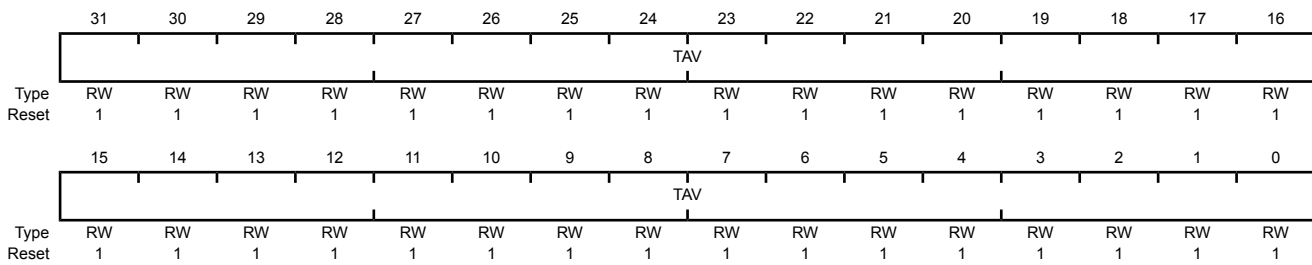 31 30 29 28 27 26 25 24 23 22 21 20 19 18 17 16
TAV
Type RW RW RW RW RW RW RW RW RW RW RW RW RW RW RW RW
Reset 1 1 1 1 1 1 1 1 1 1 1 1 1 1 1 1
15 14 13 12 11 10 9 8 7 6 5 4 3 2 1 0
TAV
Type RW RW RW RW RW RW RW RW RW RW RW RW RW RW RW RW
Reset 1 1 1 1 1 1 1 1 1 1 1 1 1 1 1 1